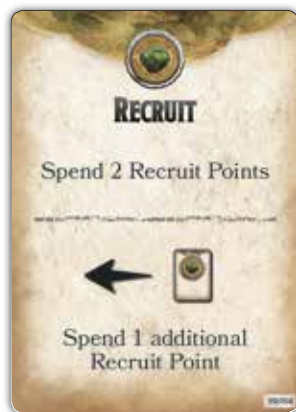 RECRUIT
Spend 2 Recruit Points
Spend 1 additional
Recruit Point